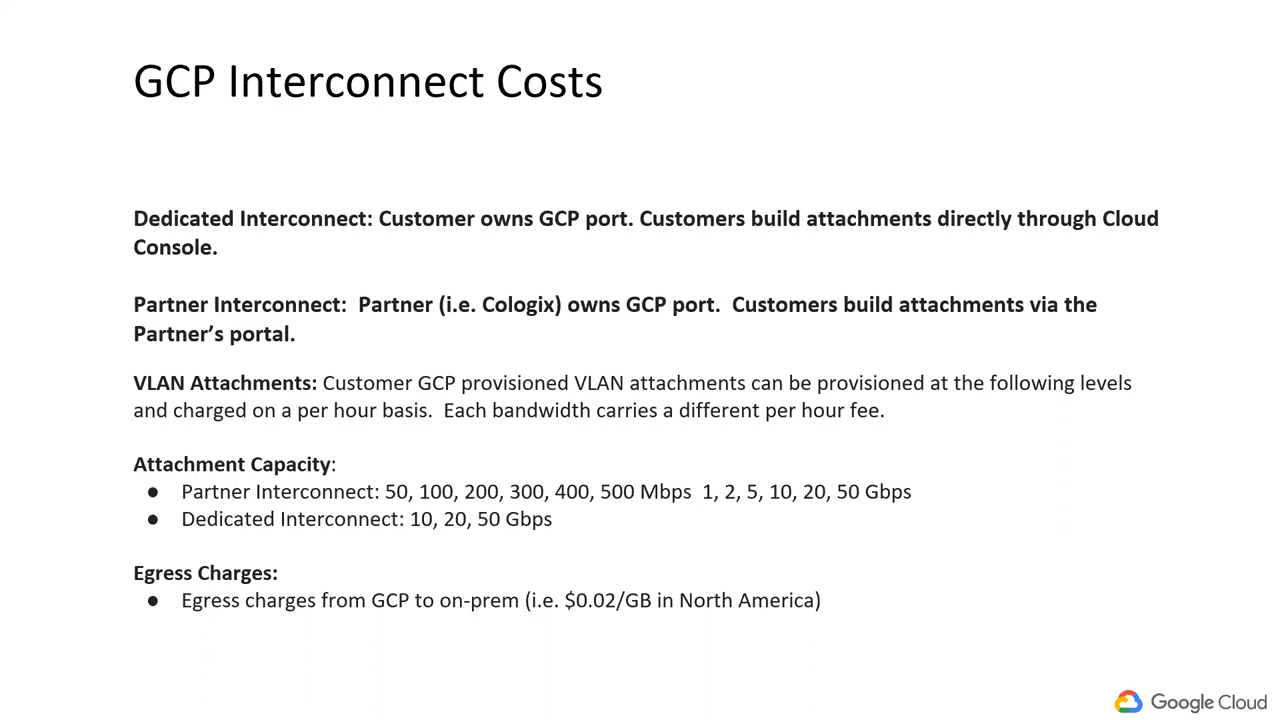 GCP Interconnect Costs
Dedicated Interconnect: Customer owns GCP port. Customers build attachments directly through Cloud
Console.
Partner Interconnect:  Partner (i.e. Cologix) owns GCP port.  Customers build attachments via the
Partner’s portal.
VLAN Attachments: Customer GCP provisioned VLAN attachments can be provisioned at the following levels
and charged on a per hour basis.  Each bandwidth carries a different per hour fee.
Attachment Capacity:
● Partner Interconnect: 50, 100, 200, 300, 400, 500 Mbps  1, 2, 5, 10, 20, 50 Gbps
● Dedicated Interconnect: 10, 20, 50 Gbps
Egress Charges:
● Egress charges from GCP to on-prem (i.e. $0.02/GB in North America)
Google Cloud